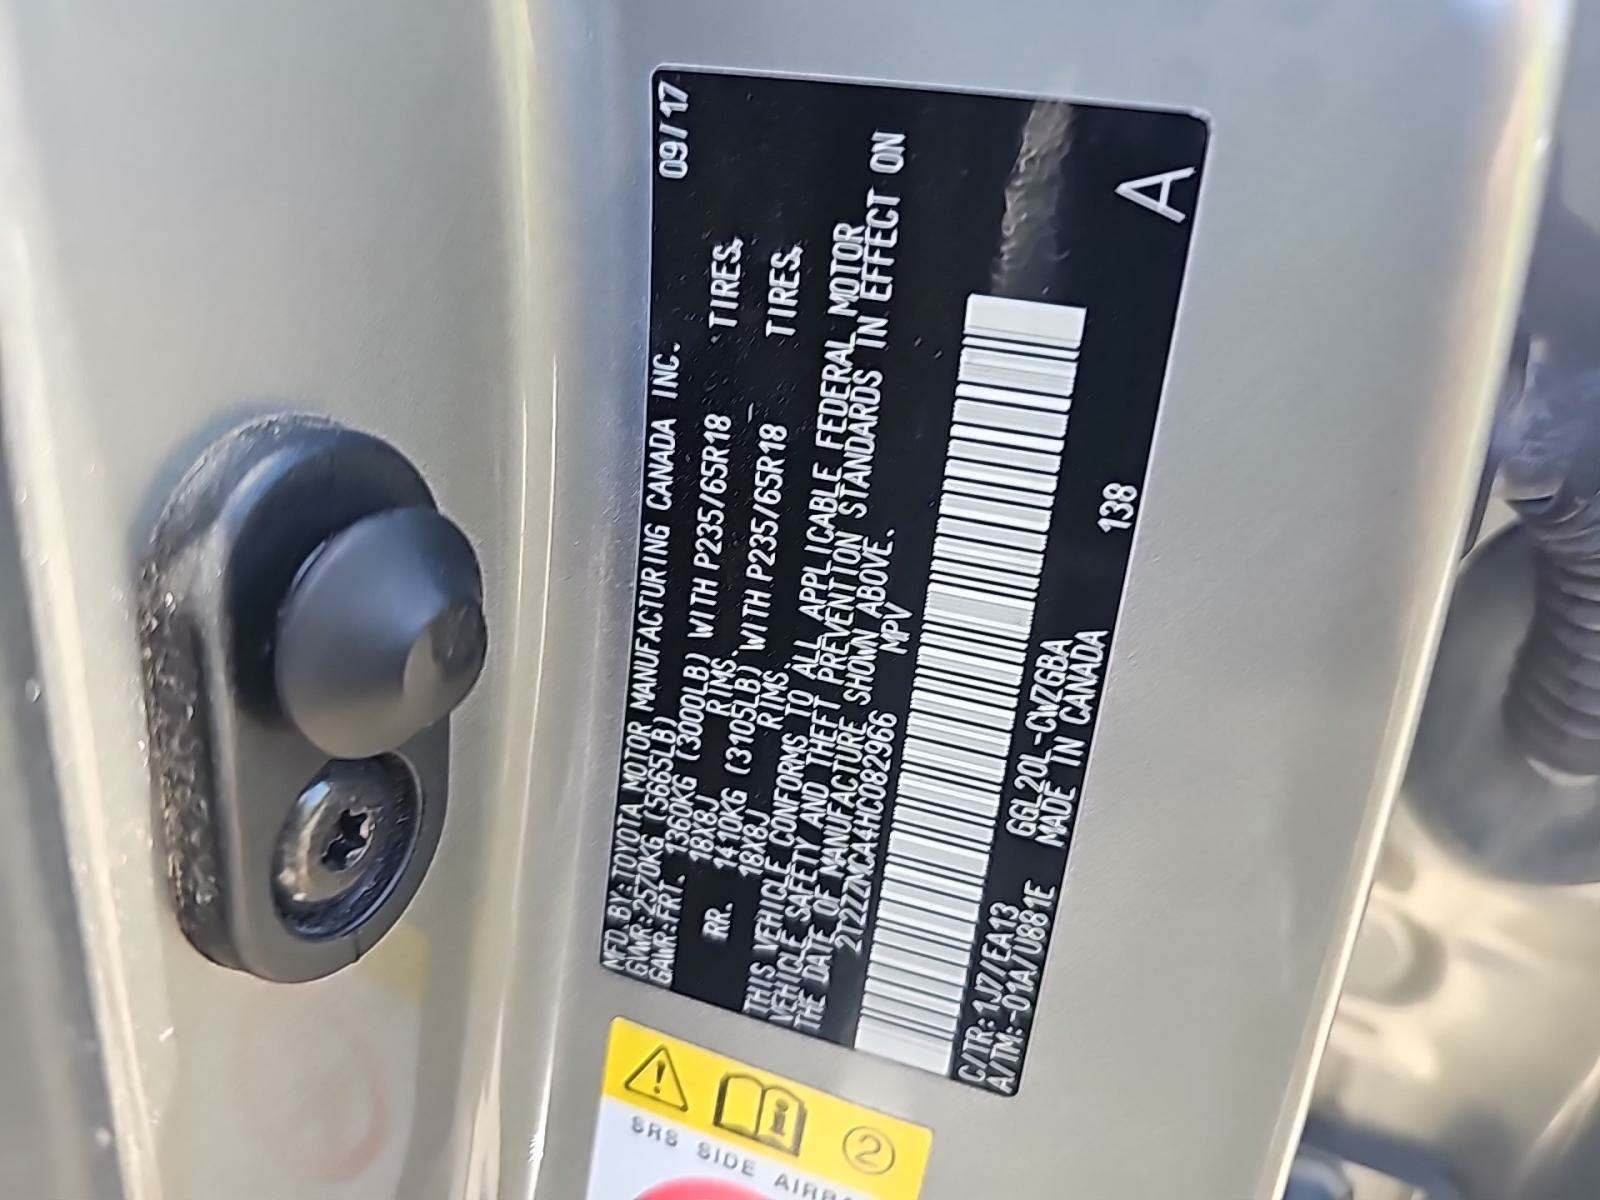 MFD.BY:TOYOTA MOTOR MANUFACTURING CANADA INC. 09/17
GVWR:2570KG (5665LB)
GAWR:FRT. 1360KG (3000LB) WITH P235/65R18 TIRES,
18X8J RIMS.
RR. 1410KG (3105LB) WITH P235/65R18 TIRES,
18X8J RIMS.
THIS VEHICLE CONFORMS TO ALL APPLICABLE FEDERAL MOTOR
VEHICLE SAFETY AND THEFT PREVENTION STANDARDS IN EFFECT ON
THE DATE OF MANUFACTURE SHOWN ABOVE.
2T2ZZMCA4HC082966 MPV
C/TR:1J7/EA13 GGL20L-CWZGBA 138
A/TM:-01A/U881E MADE IN CANADA
A
2
SRS SIDE AIRBA